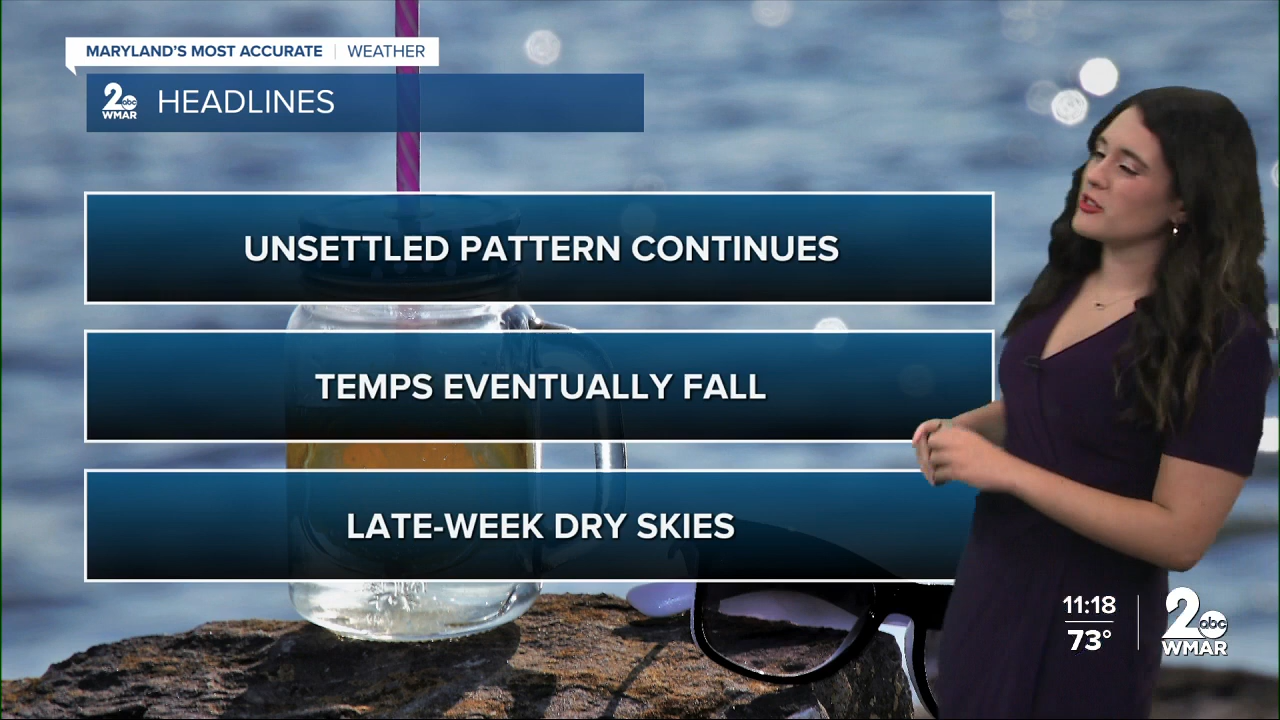 MARYLAND'S MOST ACCURATE | WEATHER
2 abc WMAR HEADLINES
UNSETTLED PATTERN CONTINUES
TEMPS EVENTUALLY FALL
LATE-WEEK DRY SKIES
11:18
73°
2 abc
WMAR